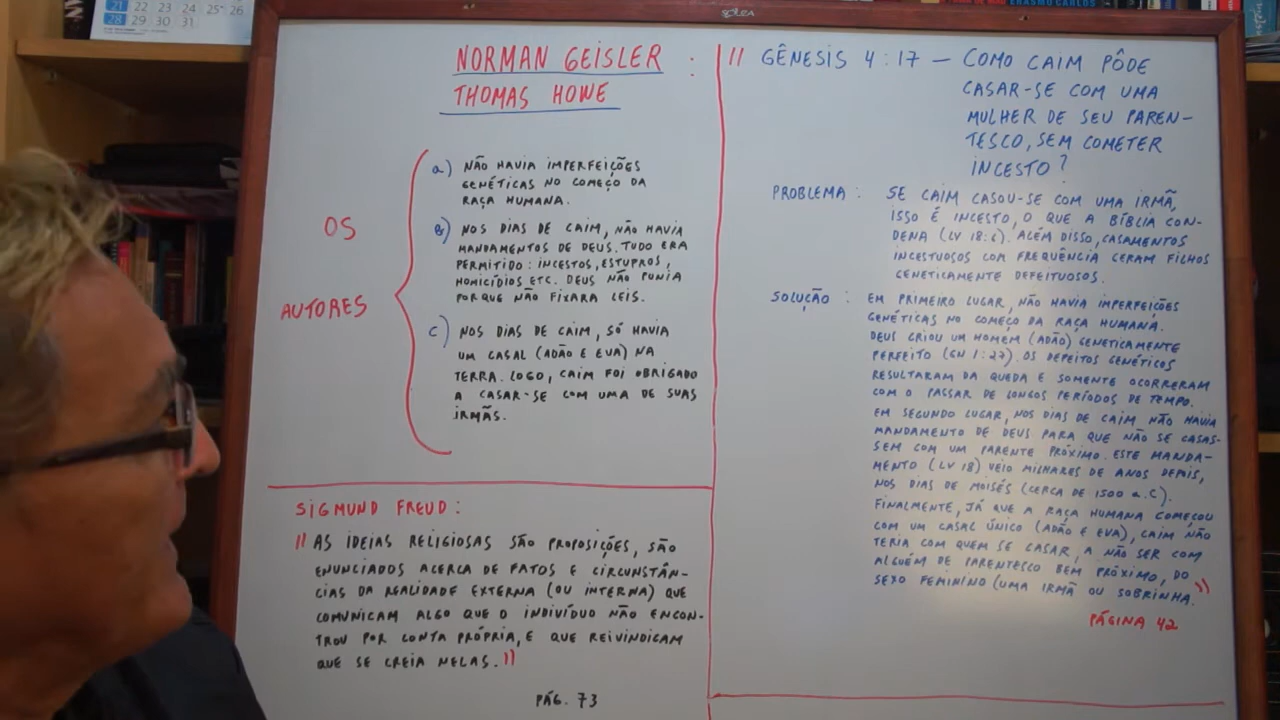 21 22 23 24 25 26
28 29 30 31
SOUZA
ERASMO CARLOS
NORMAN GEISLER :
THOMAS HOWE
OS
AUTORES
a) NÃO HAVIA IMPERFEIÇÕES
GENÉTICAS NO COMEÇO DA
RAÇA HUMANA.
b) NOS DIAS DE CAIM, NÃO HAVIA
MANDAMENTOS DE DEUS. TUDO ERA
PERMITIDO: INCESTOS, ESTUPROS,
HOMICÍDIOS ETC. DEUS NÃO PUNIA
PORQUE NÃO FIXARA LEIS.
C) NOS DIAS DE CAIM, SÓ HAVIA
UM CASAL (ADÃO E EVA) NA
TERRA. LOGO, CAIM FOI OBRIGADO
A CASAR-SE COM UMA DE SUAS
IRMÃS.
SIGMUND FREUD:
"AS IDEIAS RELIGIOSAS SÃO PROPOSIÇÕES, SÃO
ENUNCIADOS ACERCA DE FATOS E CIRCUNSTÂN-
CIAS DA REALIDADE EXTERNA (OU INTERNA) QUE
COMUNICAM ALGO QUE O INDIVÍDUO NÃO ENCON-
TROU POR CONTA PRÓPRIA, E QUE REIVINDICAM
QUE SE CREIA NELAS."
PÁG. 73
" GÊNESIS 4:17 — COMO CAIM PÔDE
CASAR-SE COM UMA
MULHER DE SEU PAREN-
TESCO, SEM COMETER
INCESTO?
PROBLEMA: SE CAIM CASOU-SE COM UMA IRMÃ,
ISSO É INCESTO, O QUE A BÍBLIA CON-
DENA (LV 18:6). ALÉM DISSO, CASAMENTOS
INCESTUOSOS COM FREQUÊNCIA GERAM FILHOS
GENETICAMENTE DEFEITUOSOS.
SOLUÇÃO: EM PRIMEIRO LUGAR, NÃO HAVIA IMPERFEIÇÕES
GENÉTICAS NO COMEÇO DA RAÇA HUMANA.
DEUS CRIOU UM HOMEM (ADÃO) GENETICAMENTE
PERFEITO (GN 1:27). OS DEFEITOS GENÉTICOS
RESULTARAM DA QUEDA E SOMENTE OCORRERAM
COM O PASSAR DE LONGOS PERÍODOS DE TEMPO.
EM SEGUNDO LUGAR, NOS DIAS DE CAIM NÃO HAVIA
MANDAMENTO DE DEUS PARA QUE NÃO SE CASAS-
SEM COM UM PARENTE PRÓXIMO. ESTE MANDA-
MENTO (LV 18) VEIO MILHARES DE ANOS DEPOIS,
NOS DIAS DE MOISÉS (CERCA DE 1500 a.C).
FINALMENTE, JÁ QUE A RAÇA HUMANA COMEÇOU
COM UM CASAL ÚNICO (ADÃO E EVA), CAIM NÃO
TERIA COM QUEM SE CASAR, A NÃO SER COM
ALGUÉM DE PARENTESCO BEM PRÓXIMO, DO
SEXO FEMININO (UMA IRMÃ OU SOBRINHA."
PÁGINA 42